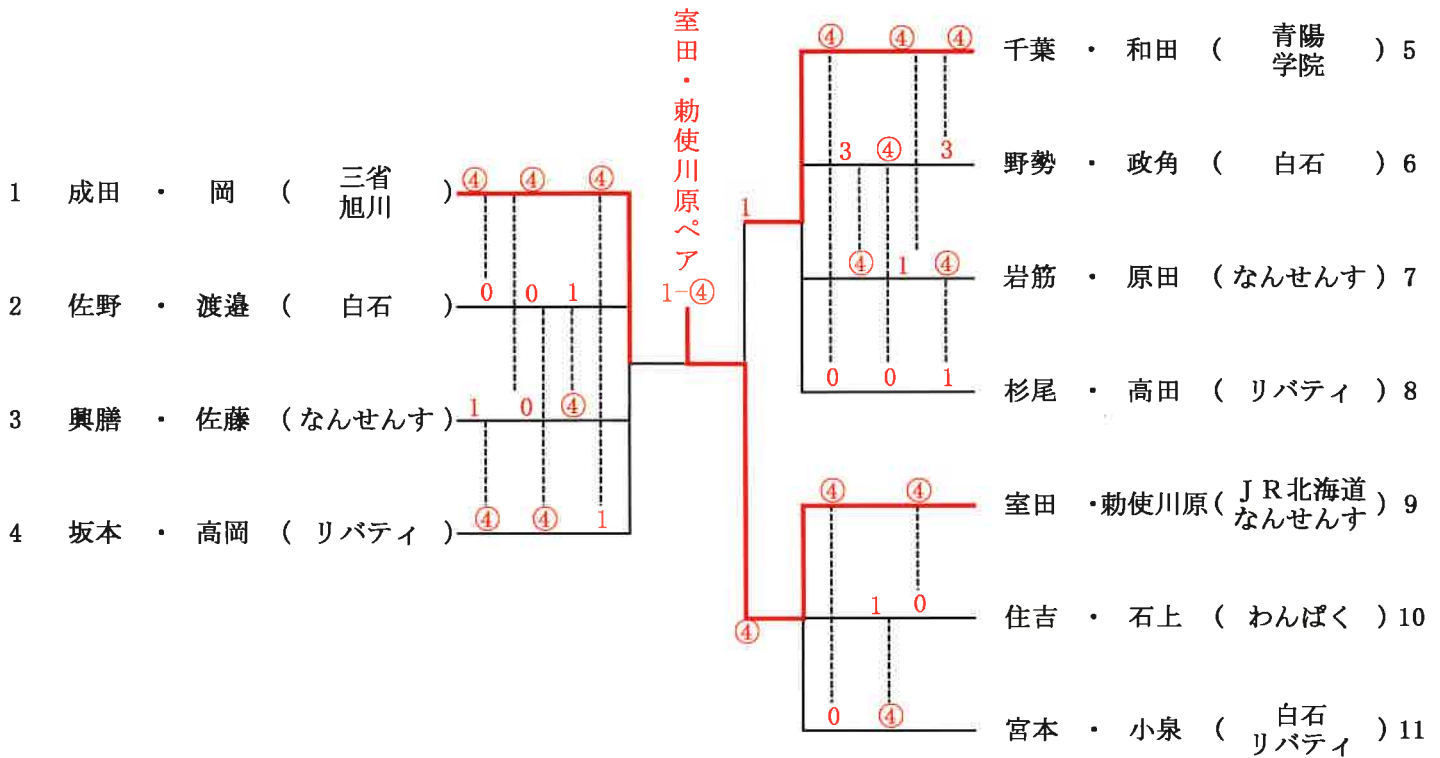 室田・勅使川原ペア
1-④
1 成田 ・ 岡 ( 三省 旭川 ) ④ ④ ④
2 佐野 ・ 渡邉 ( 白石 ) 0 0 1
3 興膳 ・ 佐藤 (なんせんす) 1 0 ④
4 坂本 ・ 高岡 ( リバティ ) ④ ④ 1
1
④
④ ④ ④ 千葉 ・ 和田 ( 青陽 学院 ) 5
3 ④ 3 野勢 ・ 政角 ( 白石 ) 6
④ 1 ④ 岩筋 ・ 原田 (なんせんす) 7
0 0 1 杉尾 ・ 高田 ( リバティ ) 8
④ ④ 室田 ・勅使川原( JR北海道 なんせんす ) 9
1 0 住吉 ・ 石上 ( わんぱく ) 10
0 ④ 宮本 ・ 小泉 ( 白石 リバティ ) 11